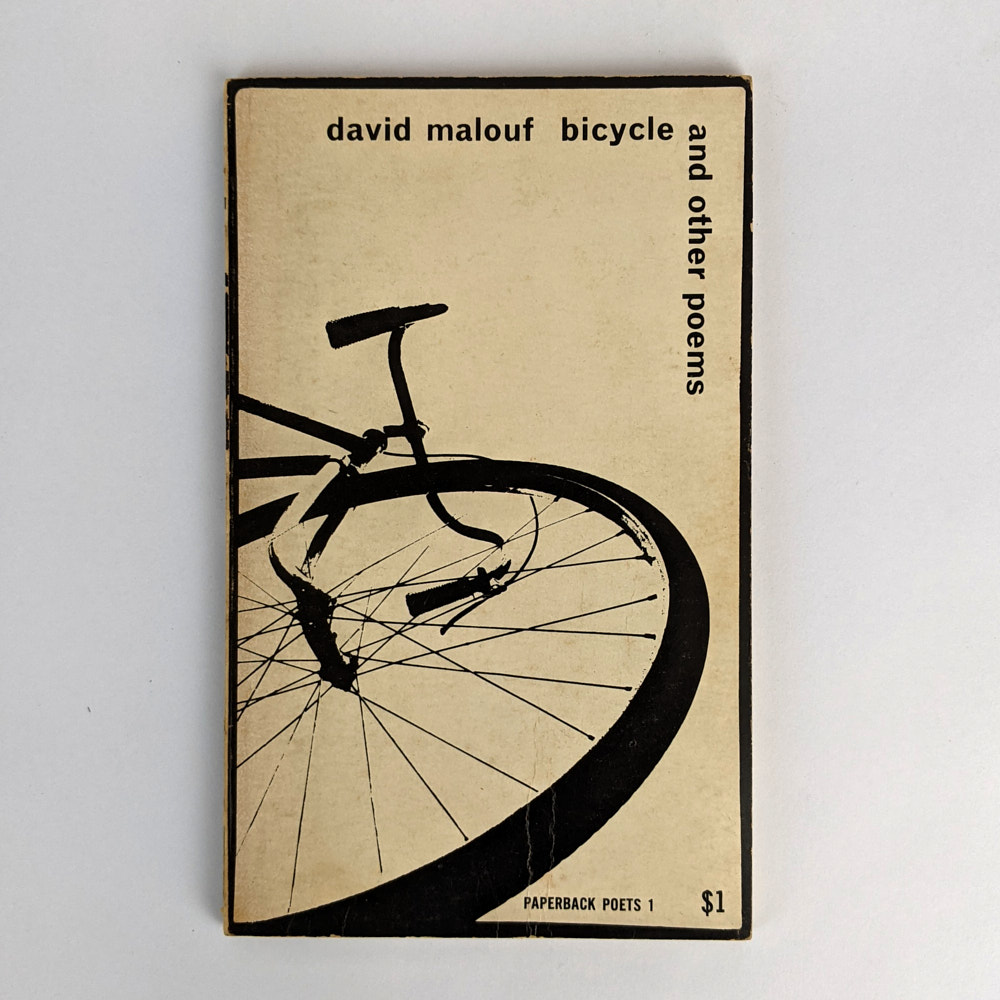 david malouf bicycle
and other poems
PAPERBACK POETS 1
$1